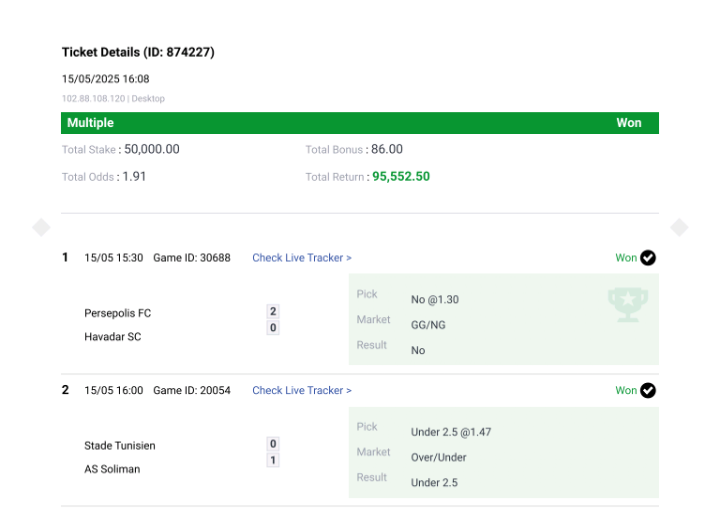 Ticket Details (ID: 874227)
15/05/2025 16:08
102.88.108.120 | Desktop
Multiple Won
Total Stake : 50,000.00 Total Bonus : 86.00
Total Odds : 1.91 Total Return : 95,552.50
1 15/05 15:30 Game ID: 30688 Check Live Tracker > Won
Persepolis FC 2
Havadar SC 0
Pick No @1.30
Market GG/NG
Result No
2 15/05 16:00 Game ID: 20054 Check Live Tracker > Won
Stade Tunisien 0
AS Soliman 1
Pick Under 2.5 @1.47
Market Over/Under
Result Under 2.5